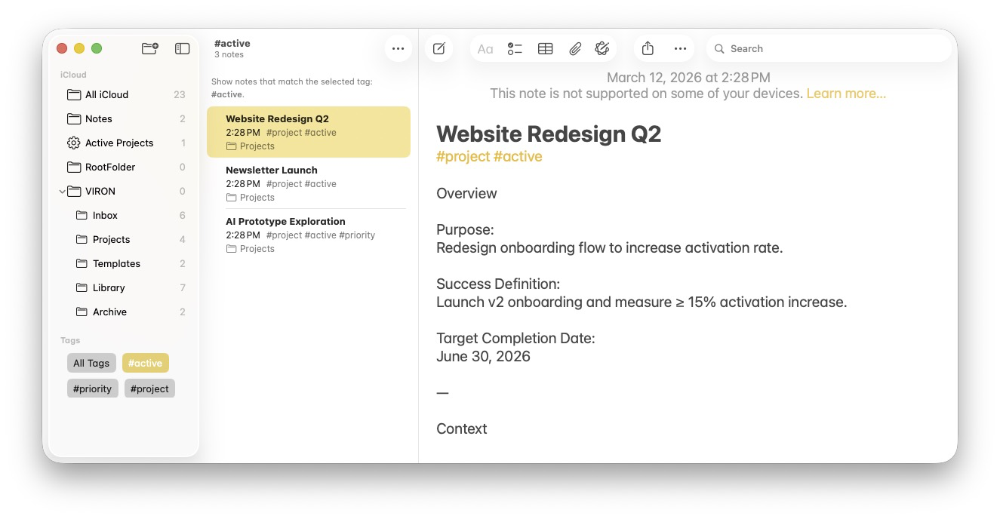 iCloud
All iCloud 23
Notes 2
Active Projects 1
RootFolder 0
VIRON 0
Inbox 6
Projects 4
Templates 2
Library 7
Archive 2
Tags
All Tags #active
#priority #project
#active
3 notes
Show notes that match the selected tag:
#active.
Website Redesign Q2
2:28 PM #project #active
Projects
Newsletter Launch
2:28 PM #project #active
Projects
AI Prototype Exploration
2:28 PM #project #active #priority
Projects
Aa
Search
March 12, 2026 at 2:28 PM
This note is not supported on some of your devices. Learn more...
Website Redesign Q2
#project #active
Overview
Purpose:
Redesign onboarding flow to increase activation rate.
Success Definition:
Launch v2 onboarding and measure ≥ 15% activation increase.
Target Completion Date:
June 30, 2026
—
Context